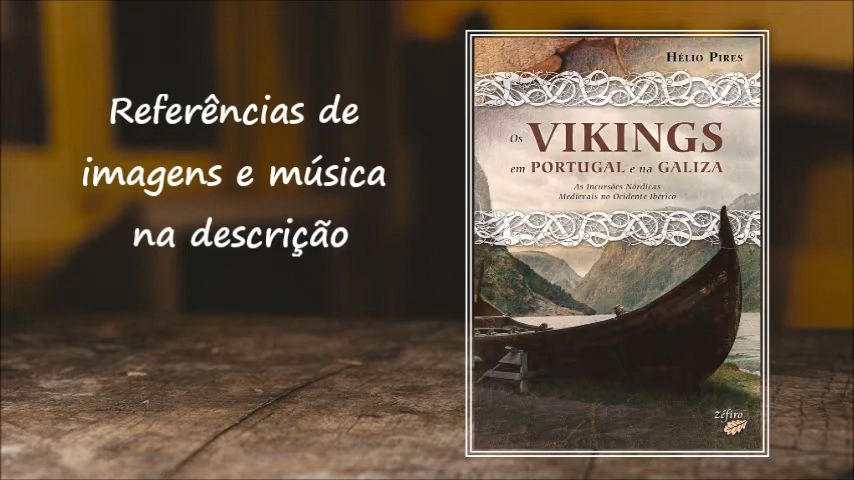 Referências de
imagens e música
na descrição
HÉLIO PIRES
Os VIKINGS
em PORTUGAL e na GALIZA
As Incursões Nórdicas
Medievais no Ocidente Ibérico
Zéfiro